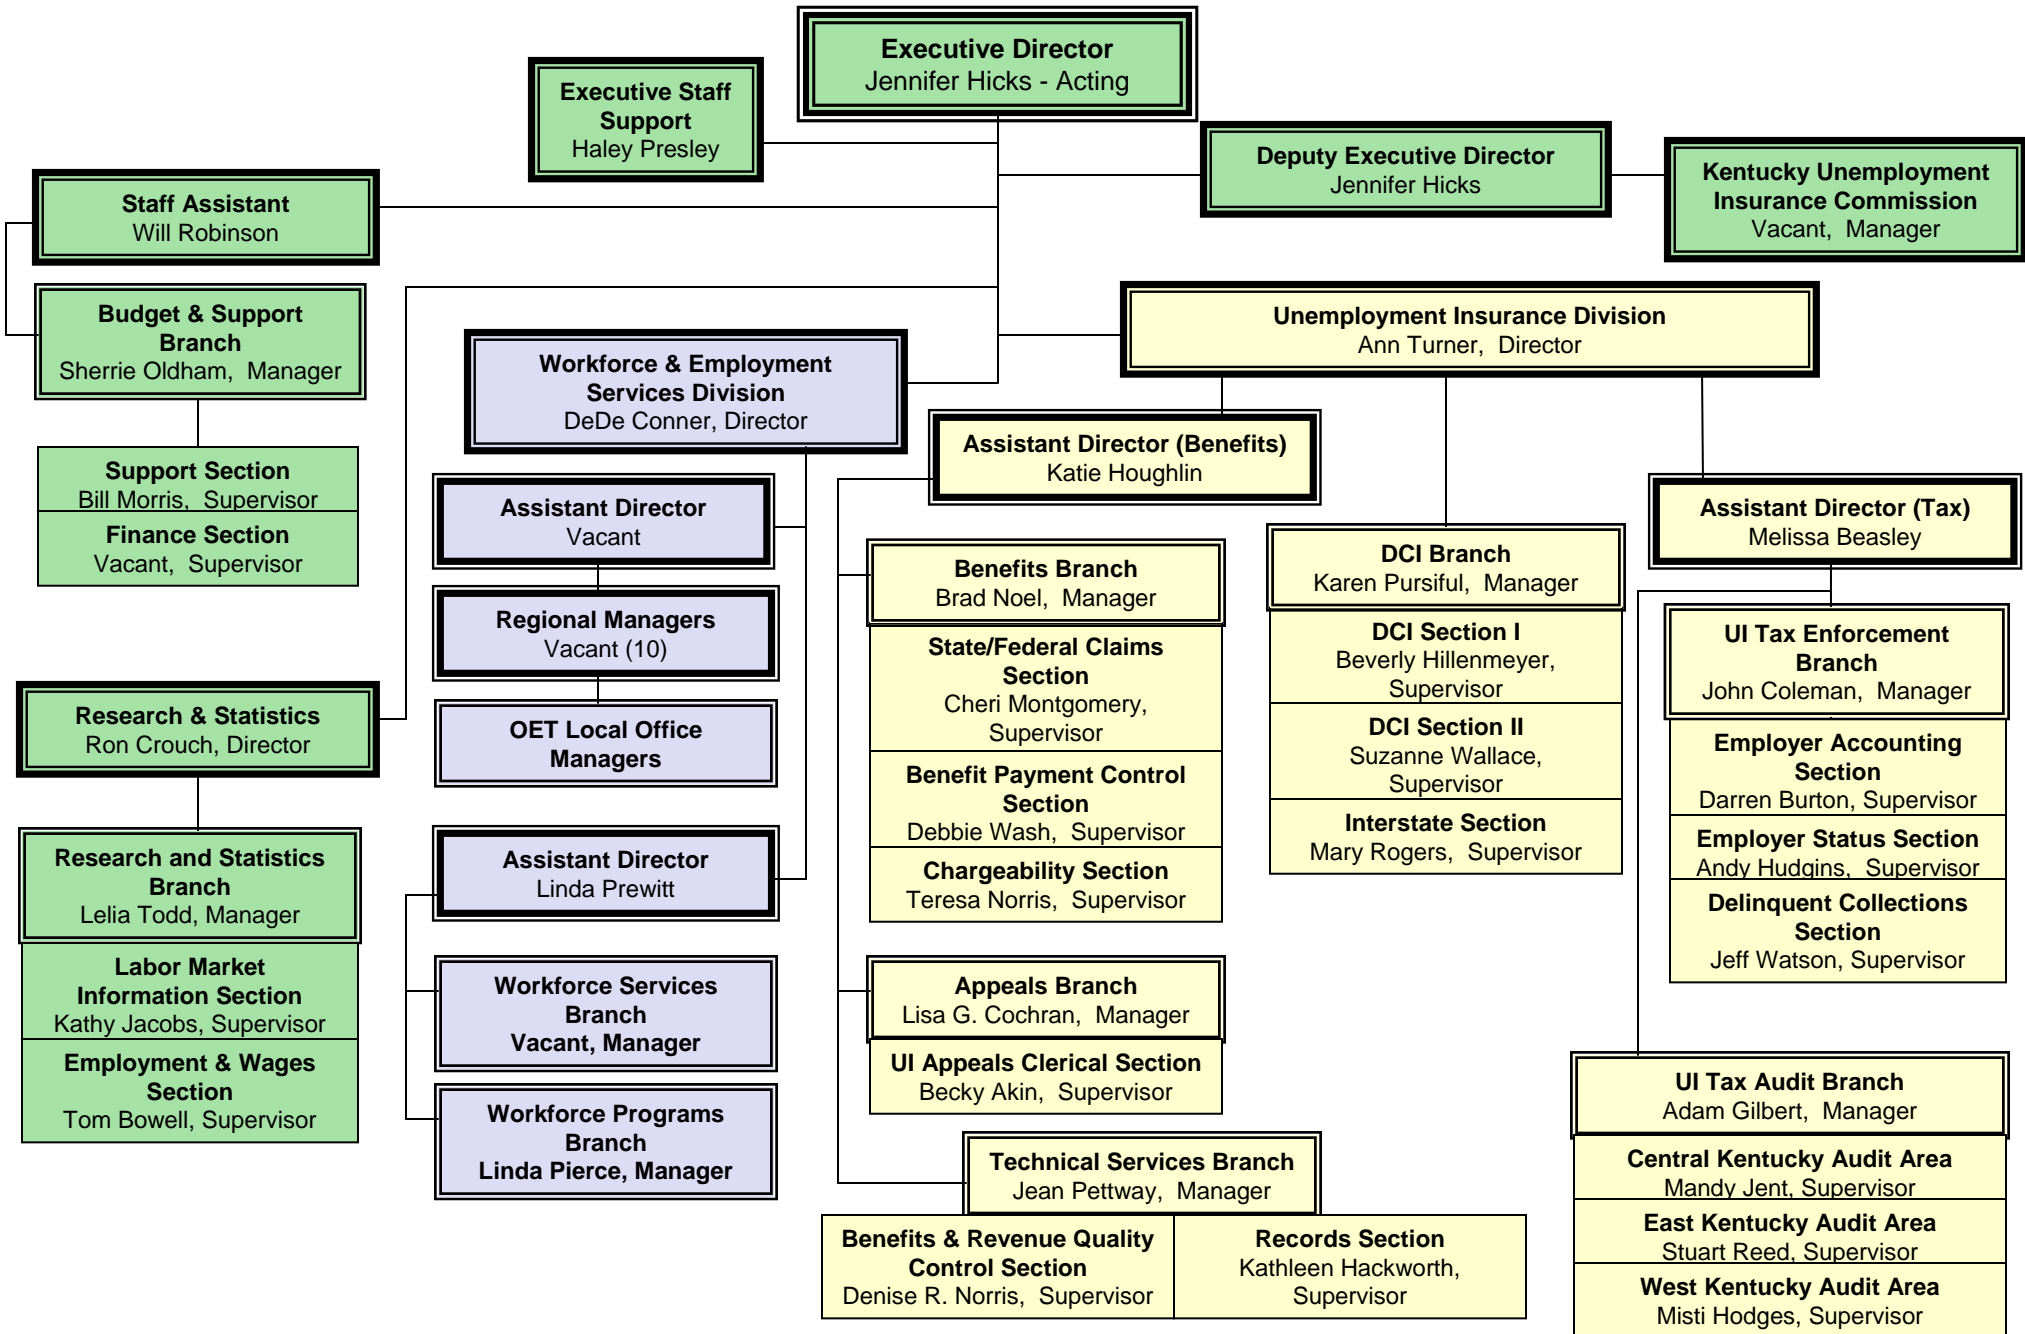 Executive Director
Jennifer Hicks - Acting
Executive Staff
Support
Haley Presley
Deputy Executive Director
Jennifer Hicks
Kentucky Unemployment
Insurance Commission
Vacant, Manager
Staff Assistant
Will Robinson
Budget & Support
Branch
Sherrie Oldham, Manager
Support Section
Bill Morris, Supervisor
Finance Section
Vacant, Supervisor
Research & Statistics
Ron Crouch, Director
Research and Statistics
Branch
Lelia Todd, Manager
Labor Market
Information Section
Kathy Jacobs, Supervisor
Employment & Wages
Section
Tom Bowell, Supervisor
Workforce & Employment
Services Division
DeDe Conner, Director
Assistant Director
Vacant
Regional Managers
Vacant (10)
OET Local Office
Managers
Assistant Director
Linda Prewitt
Workforce Services
Branch
Vacant, Manager
Workforce Programs
Branch
Linda Pierce, Manager
Unemployment Insurance Division
Ann Turner, Director
Assistant Director (Benefits)
Katie Houghlin
Benefits Branch
Brad Noel, Manager
State/Federal Claims
Section
Cheri Montgomery,
Supervisor
Benefit Payment Control
Section
Debbie Wash, Supervisor
Chargeability Section
Teresa Norris, Supervisor
Appeals Branch
Lisa G. Cochran, Manager
UI Appeals Clerical Section
Becky Akin, Supervisor
Technical Services Branch
Jean Pettway, Manager
Benefits & Revenue Quality
Control Section
Denise R. Norris, Supervisor
Records Section
Kathleen Hackworth,
Supervisor
DCI Branch
Karen Pursiful, Manager
DCI Section I
Beverly Hillenmeyer,
Supervisor
DCI Section II
Suzanne Wallace,
Supervisor
Interstate Section
Mary Rogers, Supervisor
Assistant Director (Tax)
Melissa Beasley
UI Tax Enforcement
Branch
John Coleman, Manager
Employer Accounting
Section
Darren Burton, Supervisor
Employer Status Section
Andy Hudgins, Supervisor
Delinquent Collections
Section
Jeff Watson, Supervisor
UI Tax Audit Branch
Adam Gilbert, Manager
Central Kentucky Audit Area
Mandy Jent, Supervisor
East Kentucky Audit Area
Stuart Reed, Supervisor
West Kentucky Audit Area
Misti Hodges, Supervisor